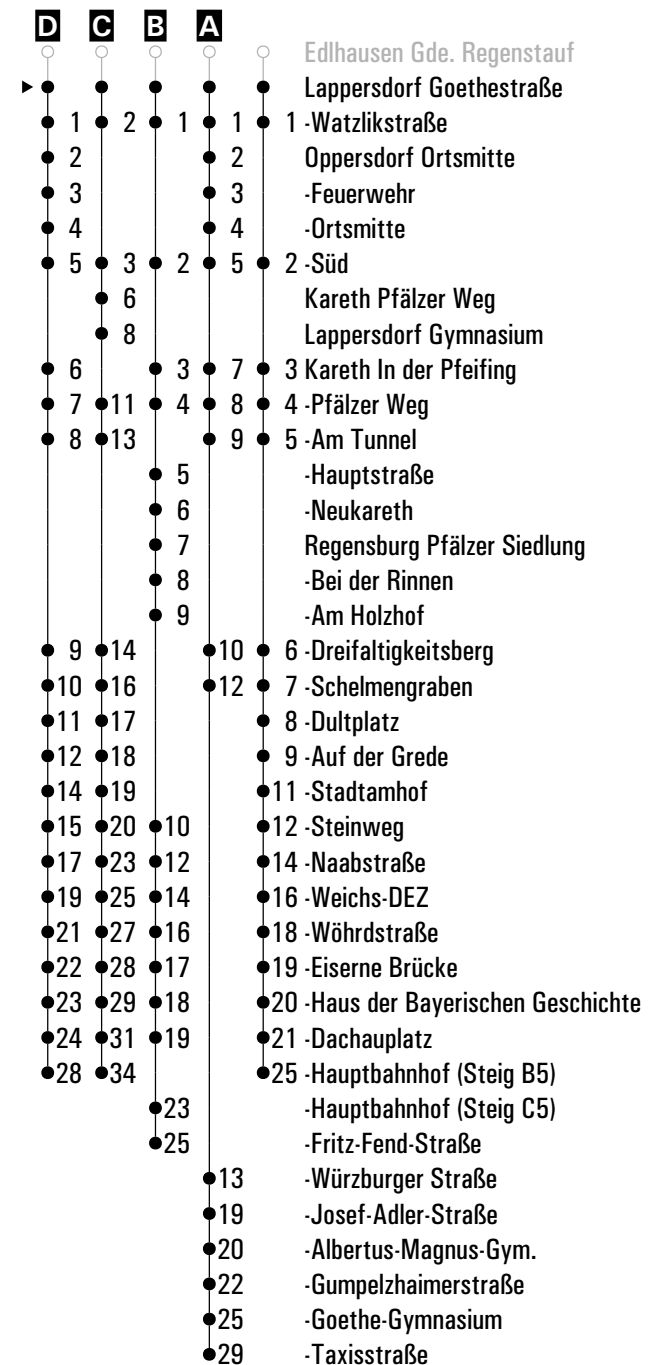 D C B A
Edlhausen Gde. Regenstauf
Lappersdorf Goethestraße
1 2 1 1 1 -Watzlikstraße
2 2 Oppersdorf Ortsmitte
3 3 -Feuerwehr
4 4 -Ortsmitte
5 3 2 5 2 -Süd
6 Kareth Pfälzer Weg
8 Lappersdorf Gymnasium
6 3 7 3 Kareth In der Pfeifing
7 11 4 8 4 -Pfälzer Weg
8 13 9 5 -Am Tunnel
5 -Hauptstraße
6 -Neukareth
7 Regensburg Pfälzer Siedlung
8 -Bei der Rinnen
9 -Am Holzhof
9 14 10 6 -Dreifaltigkeitsberg
10 16 12 7 -Schelmengraben
11 17 8 -Dultplatz
12 18 9 -Auf der Grede
14 19 11 -Stadtamhof
15 20 10 12 -Steinweg
17 23 12 14 -Naabstraße
19 25 14 16 -Weichs-DEZ
21 27 16 18 -Wöhrdstraße
22 28 17 19 -Eiserne Brücke
23 29 18 20 -Haus der Bayerischen Geschichte
24 31 19 21 -Dachauplatz
28 34 25 -Hauptbahnhof (Steig B5)
23 -Hauptbahnhof (Steig C5)
25 -Fritz-Fend-Straße
13 -Würzburger Straße
19 -Josef-Adler-Straße
20 -Albertus-Magnus-Gym.
22 -Gumpelzhaimerstraße
25 -Goethe-Gymnasium
29 -Taxisstraße